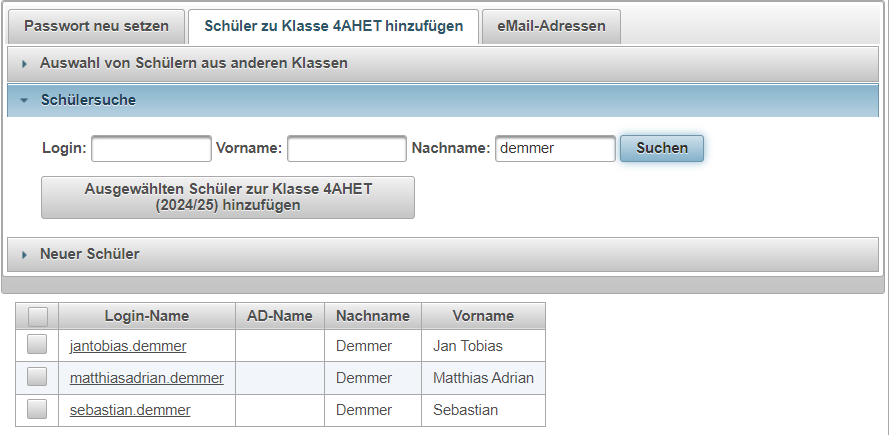 Passwort neu setzen Schüler zu Klasse 4AHET hinzufügen eMail-Adressen
Auswahl von Schülern aus anderen Klassen
Schülersuche
Login: Vorname: Nachname: demmer Suchen
Ausgewählten Schüler zur Klasse 4AHET
(2024/25) hinzufügen
Neuer Schüler
Login-Name AD-Name Nachname Vorname
jantobias.demmer Demmer Jan Tobias
matthiasadrian.demmer Demmer Matthias Adrian
sebastian.demmer Demmer Sebastian